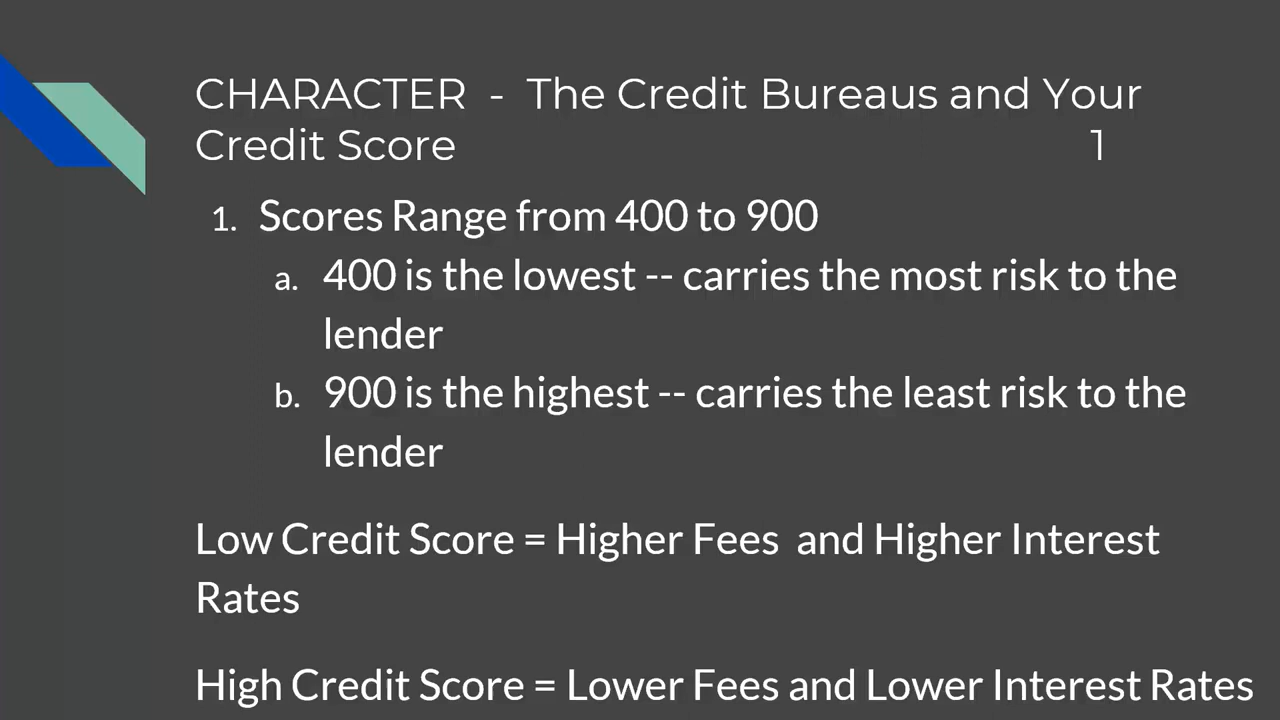 CHARACTER - The Credit Bureaus and Your
Credit Score 1
1. Scores Range from 400 to 900
a. 400 is the lowest -- carries the most risk to the
lender
b. 900 is the highest -- carries the least risk to the
lender
Low Credit Score = Higher Fees and Higher Interest
Rates
High Credit Score = Lower Fees and Lower Interest Rates